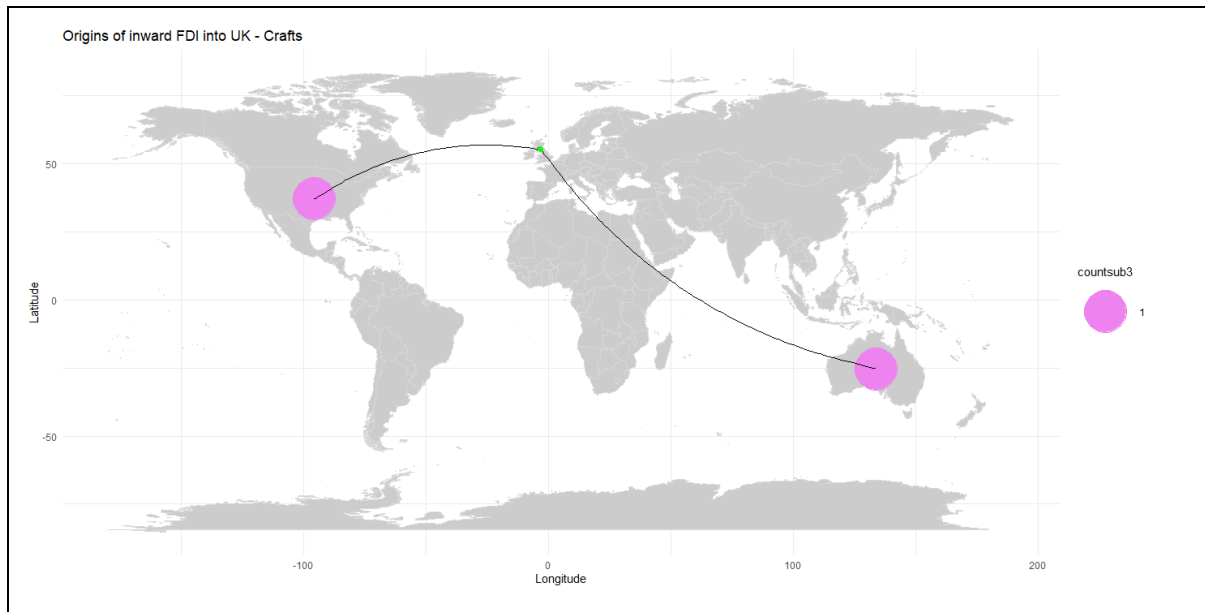 Origins of inward FDI into UK - Crafts
50
0
-50
Latitude
-100
0
100
200
Longitude
countsub3
1